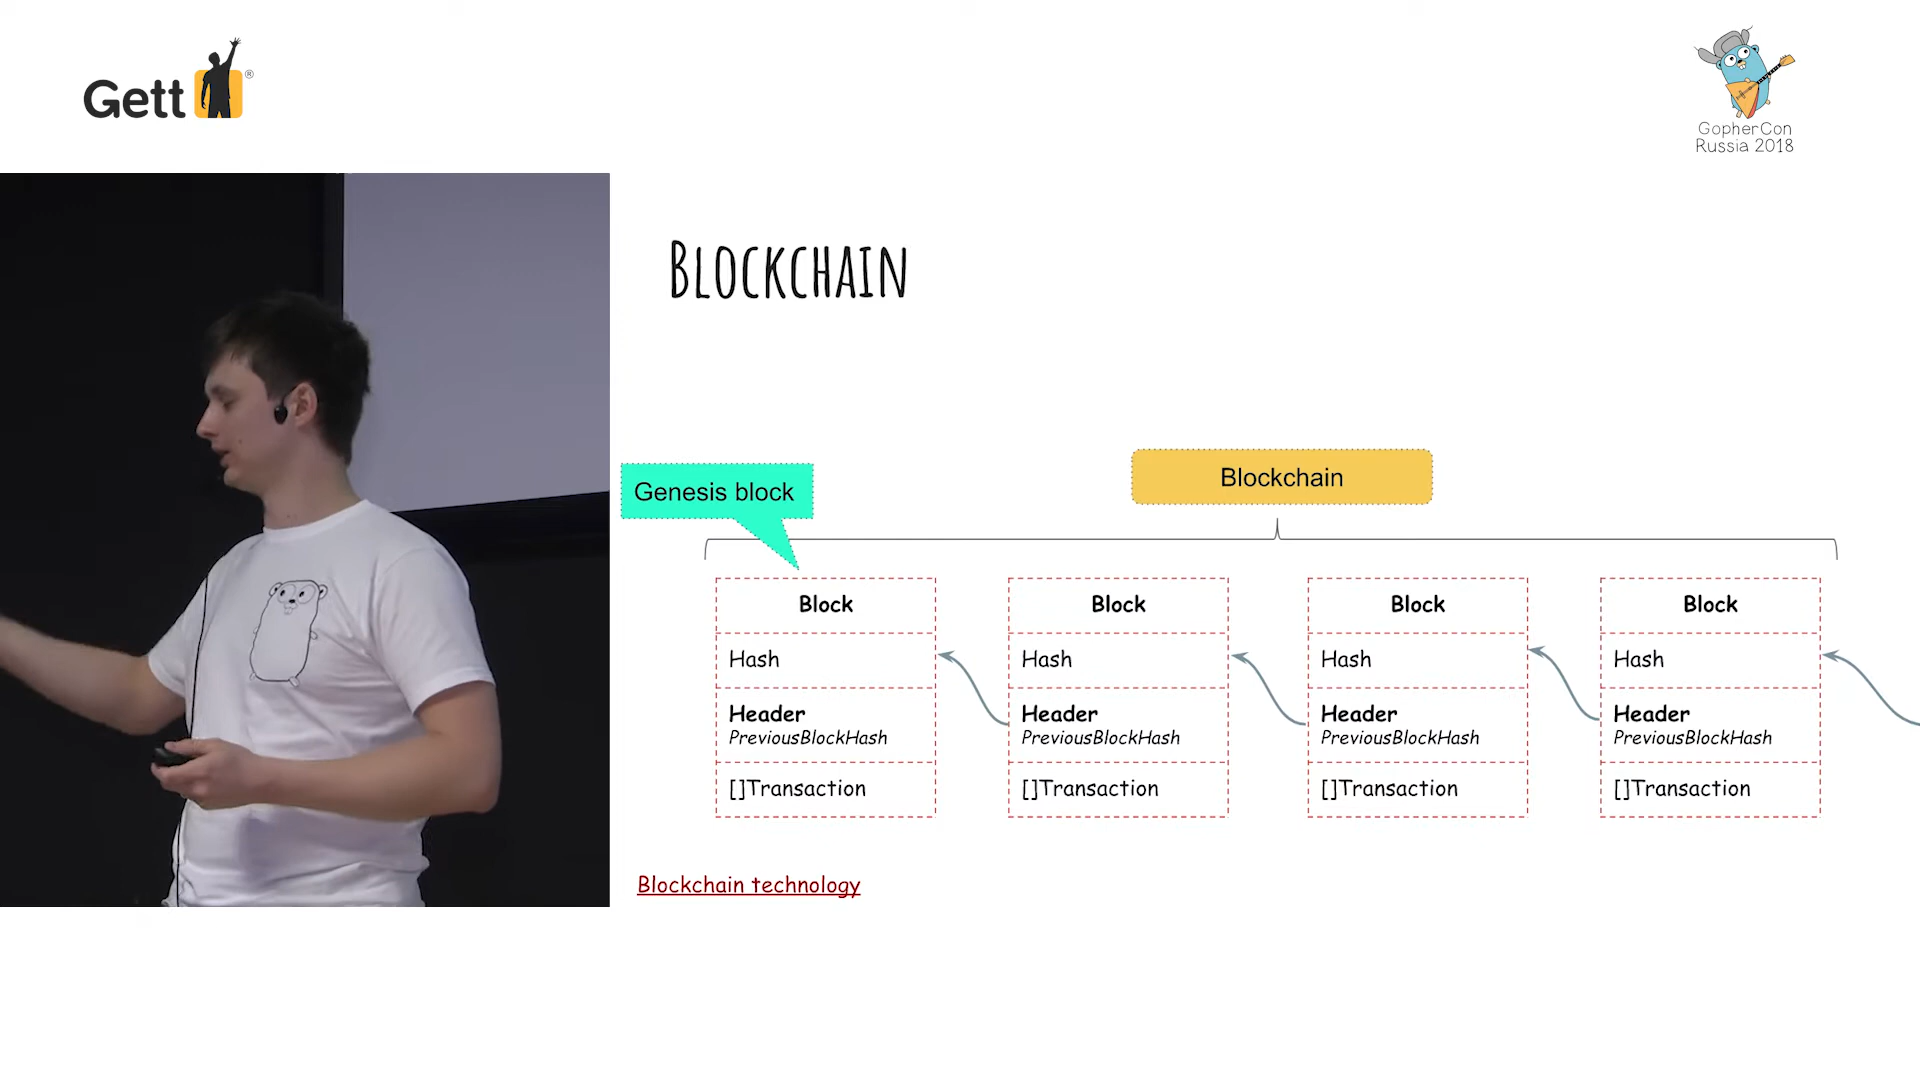 Gett®
GopherCon
Russia 2018
Blockchain
Genesis block
Blockchain
Block
Hash
Header
PreviousBlockHash
[]Transaction
Block
Hash
Header
PreviousBlockHash
[]Transaction
Block
Hash
Header
PreviousBlockHash
[]Transaction
Block
Hash
Header
PreviousBlockHash
[]Transaction
Blockchain technology